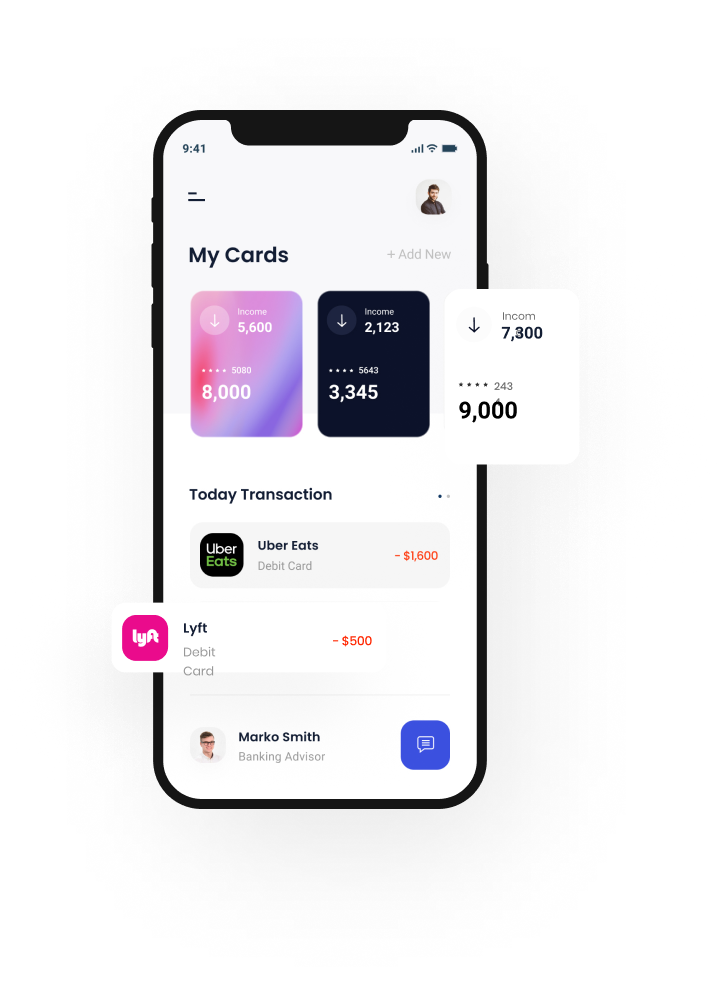 9:41
My Cards
+ Add New
Income
5,600
**** 5080
8,000
Income
2,123
**** 5643
3,345
Incom
7,300
**** 243
9,000
Today Transaction
Uber Eats
Uber Eats
Debit Card
- $1,600
lyft
Lyft
Debit
Card
- $500
Marko Smith
Banking Advisor